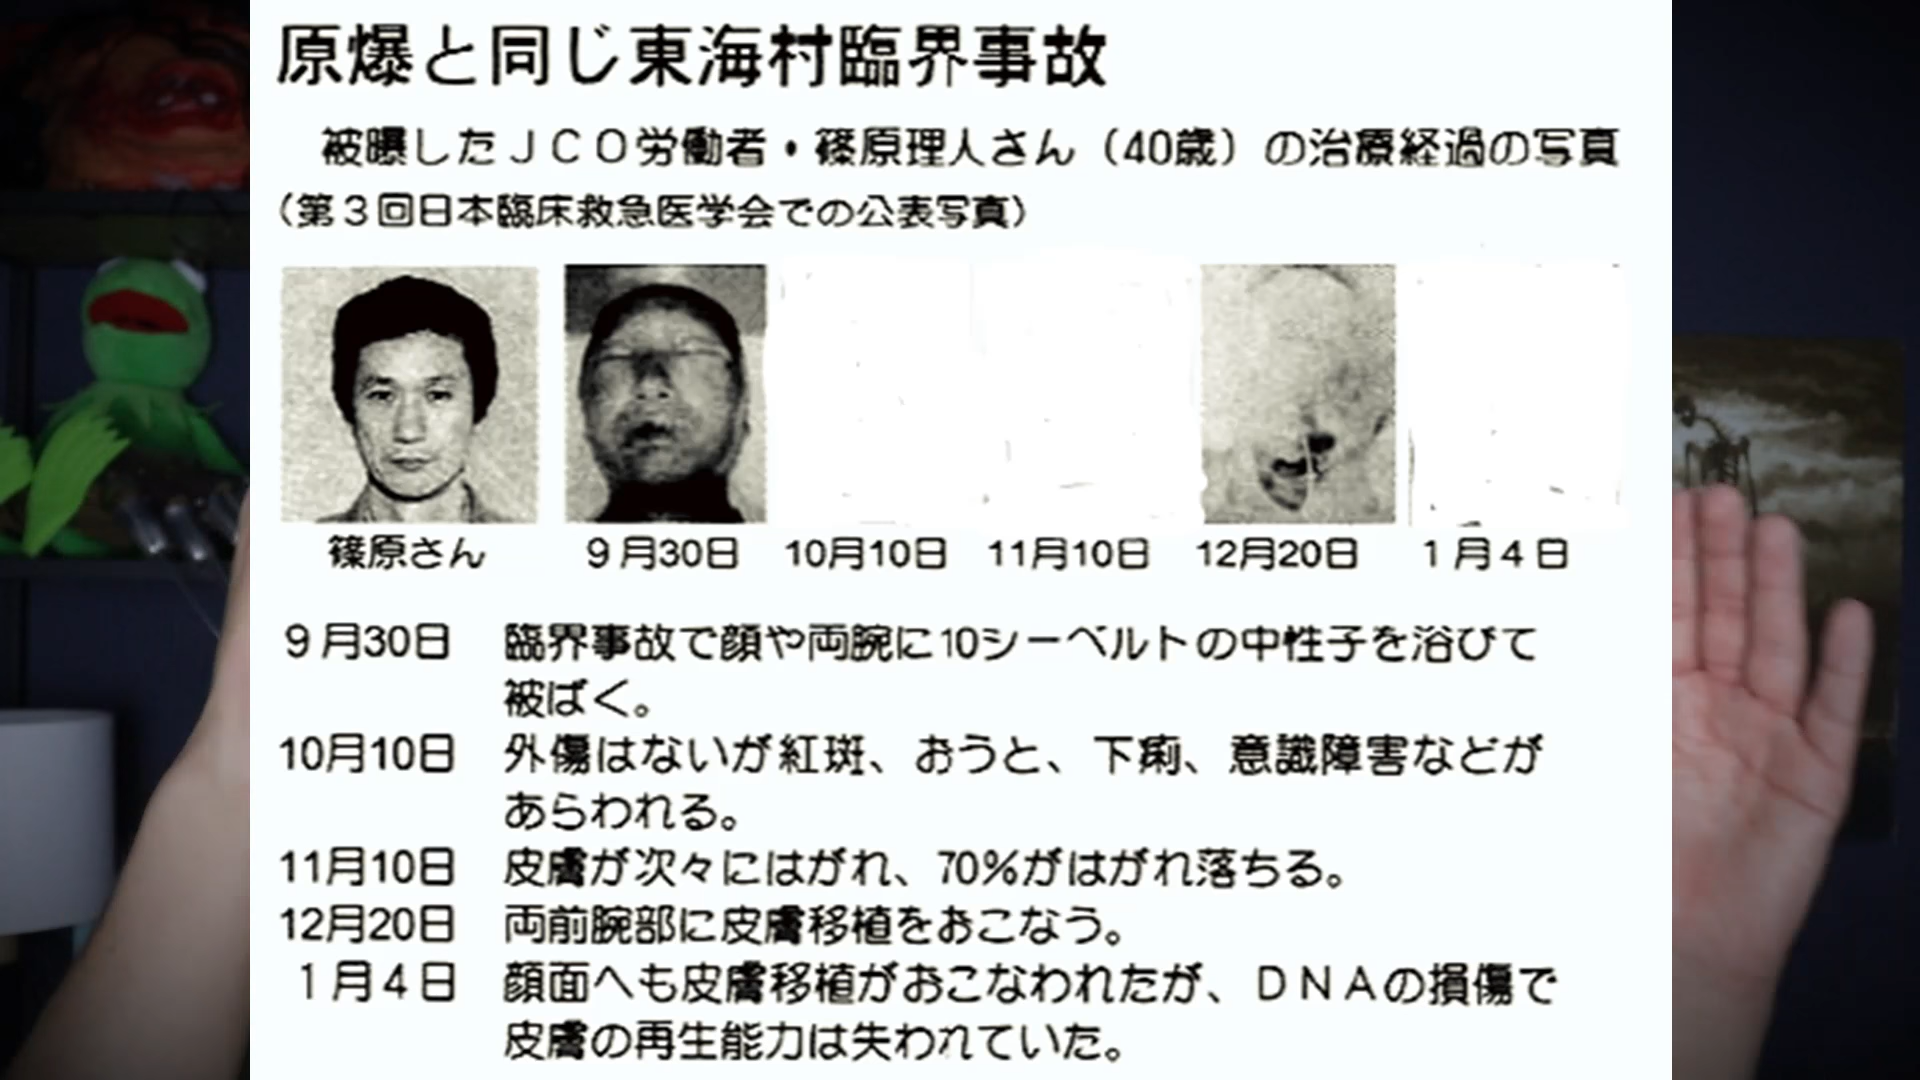 原爆と同じ東海村臨界事故
被曝したＪＣＯ労働者・篠原理人さん（40歳）の治療経過の写真
（第３回日本臨床救急医学会での公表写真）
篠原さん　９月30日　10月10日　11月10日　12月20日　１月４日
９月30日　臨界事故で顔や両腕に10シーベルトの中性子を浴びて
被ばく。
10月10日　外傷はないが紅斑、おうと、下痢、意識障害などが
あらわれる。
11月10日　皮膚が次々にはがれ、70％がはがれ落ちる。
12月20日　両前腕部に皮膚移植をおこなう。
１月４日　顔面へも皮膚移植がおこなわれたが、ＤＮＡの損傷で
皮膚の再生能力は失われていた。